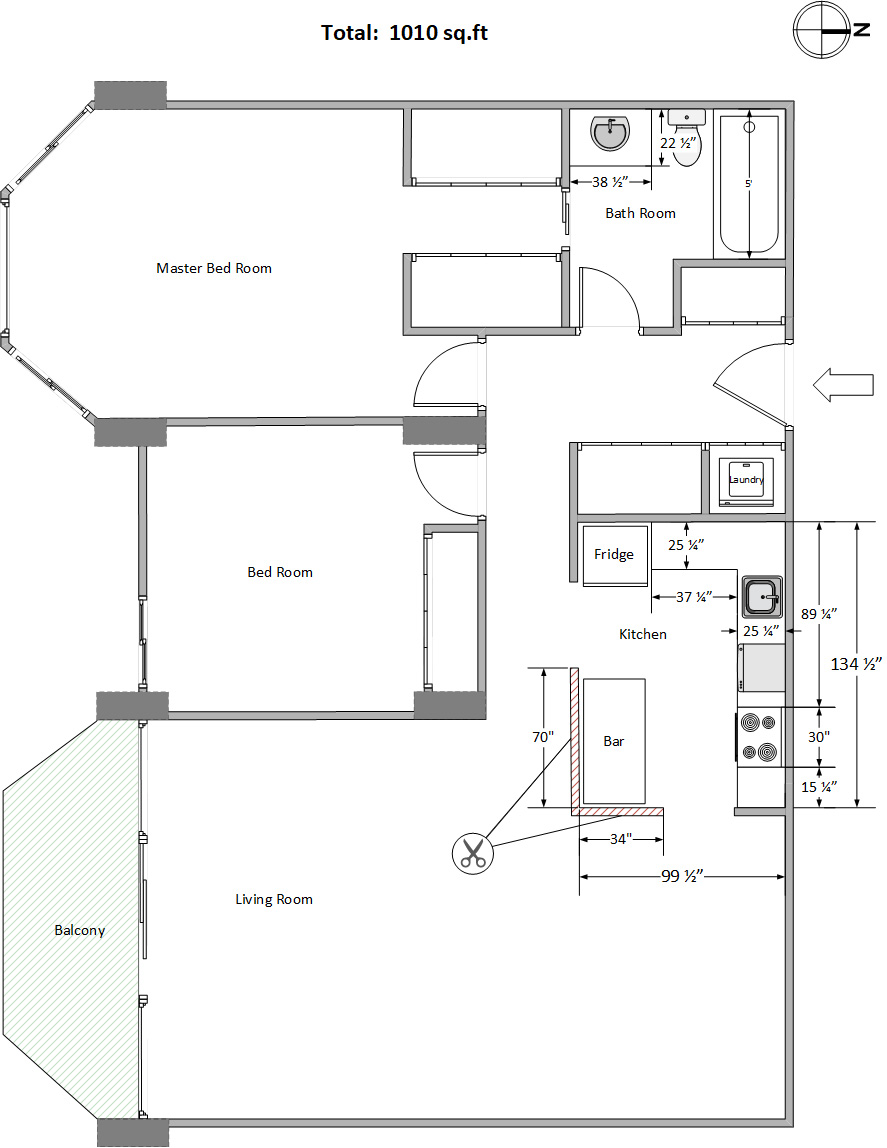 Total: 1010 sq.ft
N
22 ½”
38 ½”
5'
Bath Room
Master Bed Room
Laundry
25 ¼”
Fridge
Bed Room
37 ¼”
89 ¼”
Kitchen
25 ¼”
134 ½”
70"
Bar
30"
15 ¼”
34"
99 ½”
Living Room
Balcony